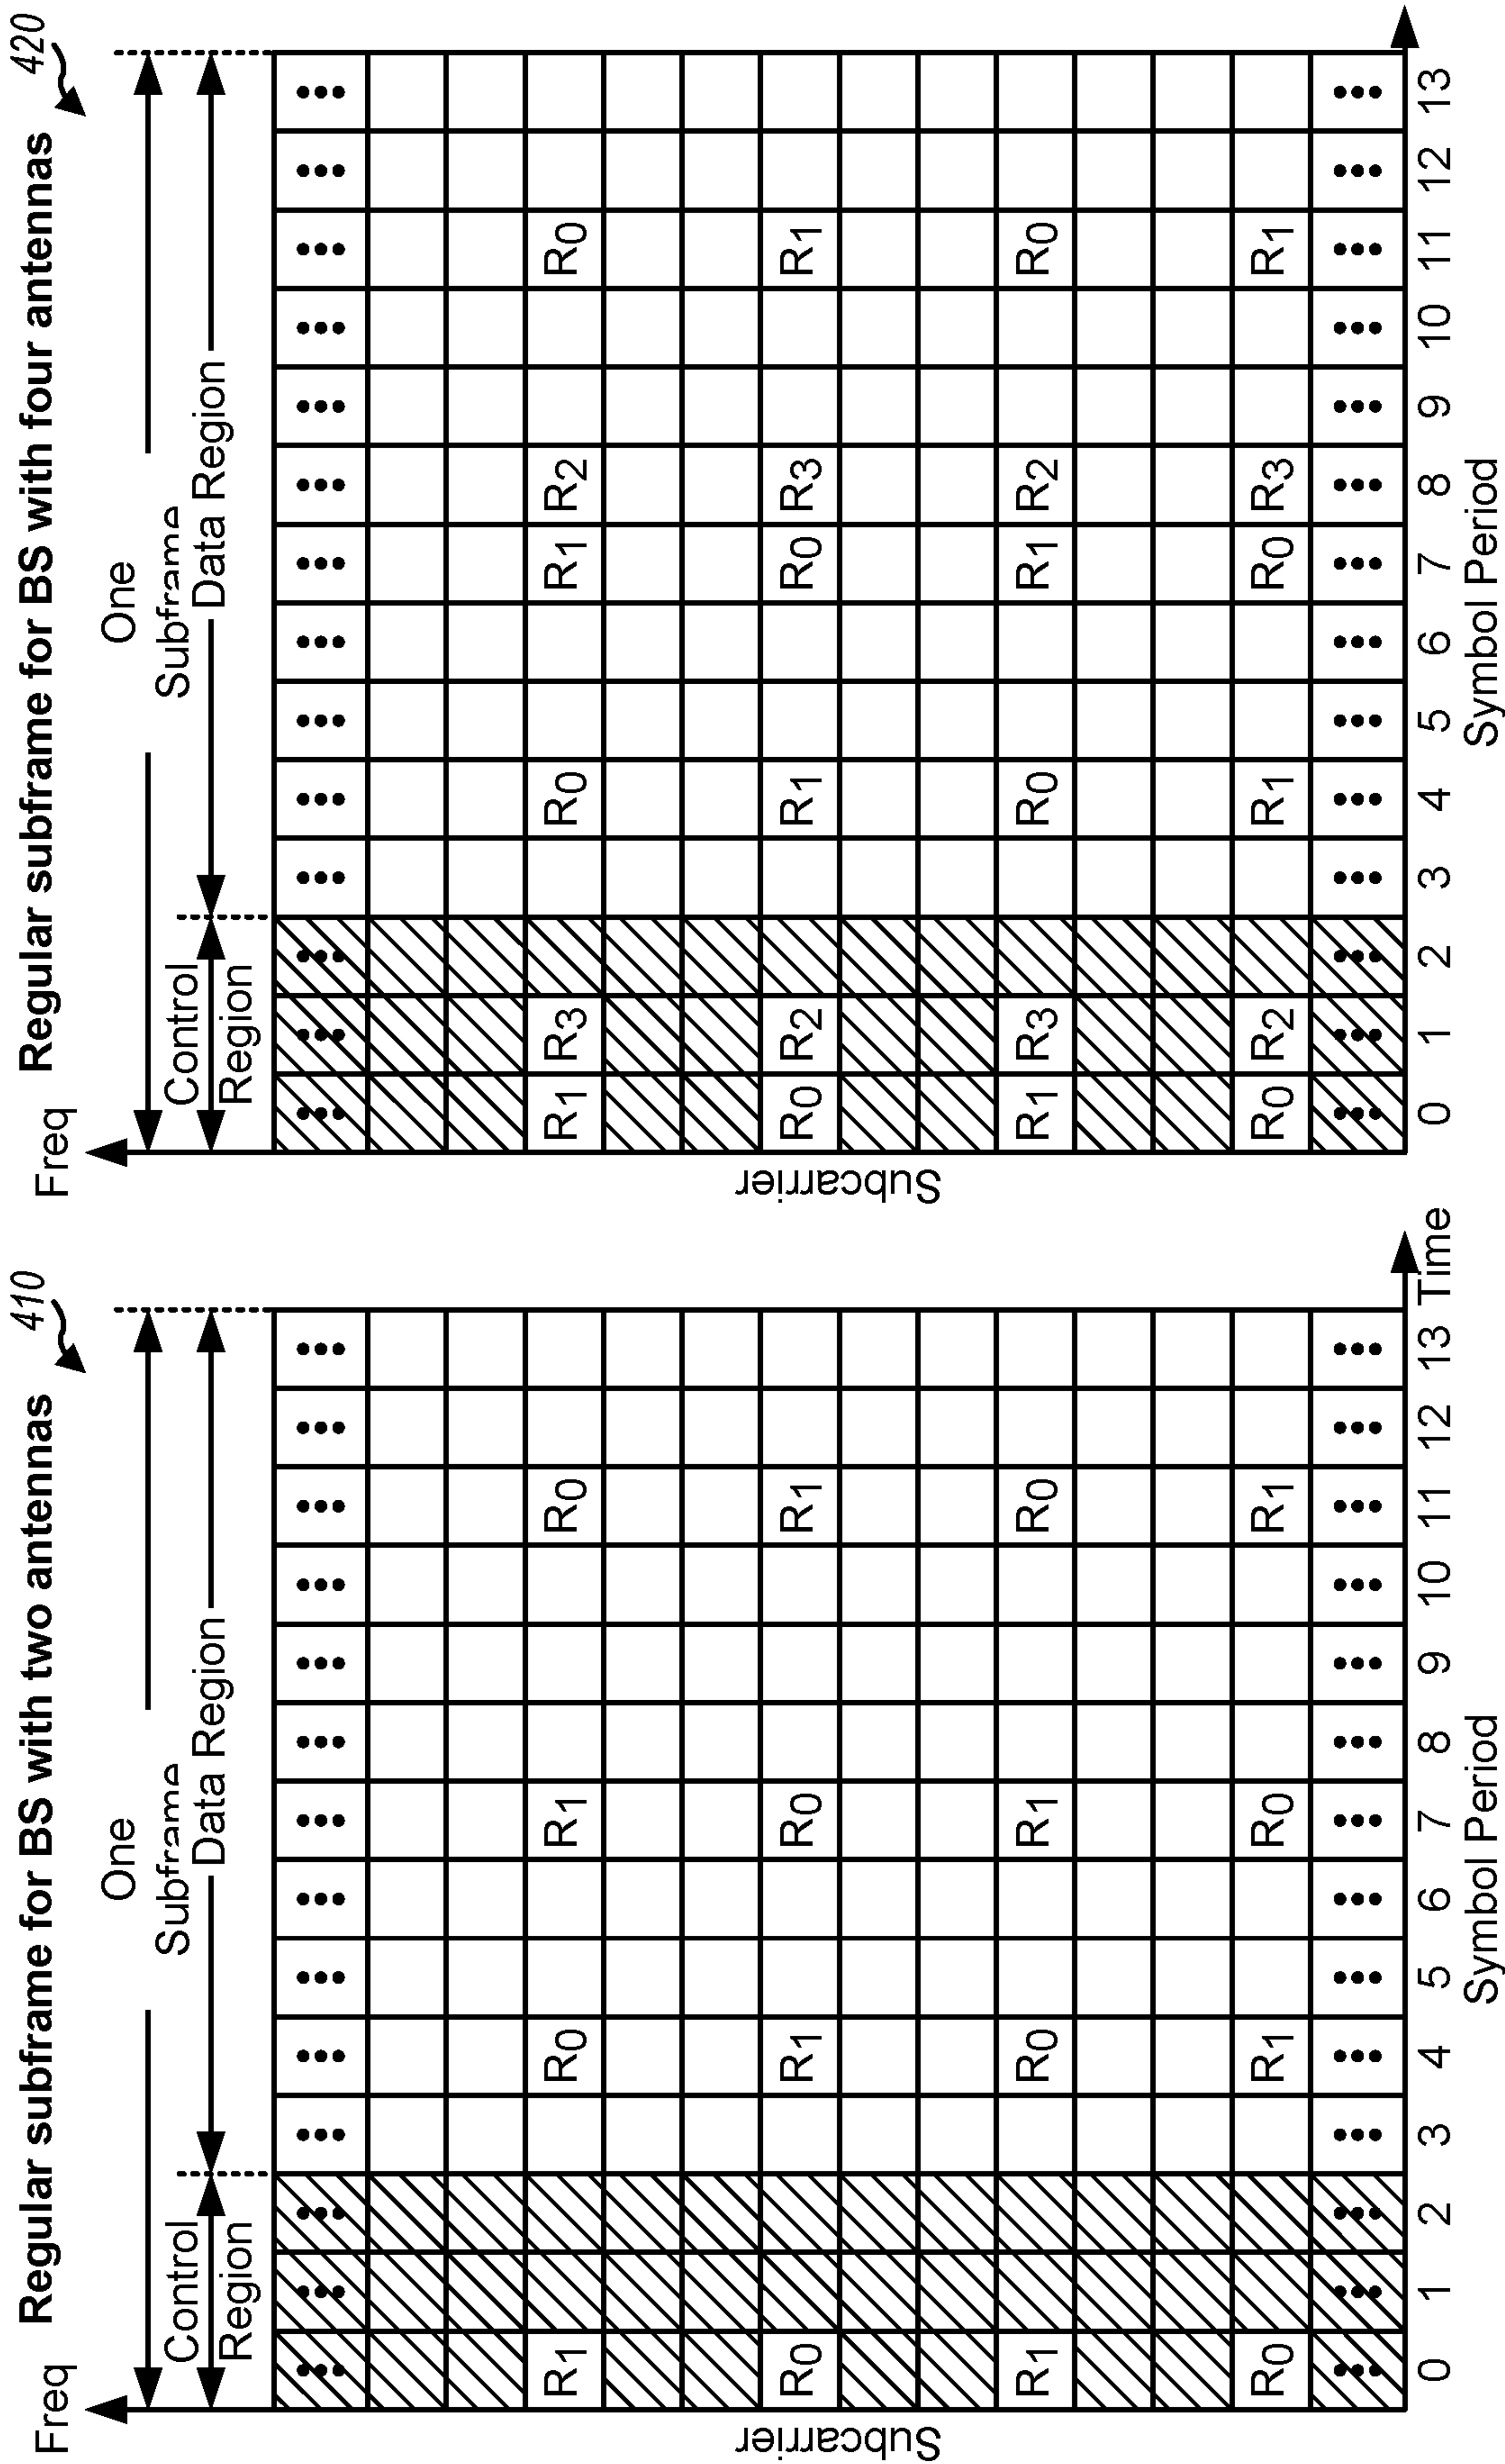 Regular subframe for BS with two antennas
410
Freq
One
Subframe
Control
Region
Data Region
Subcarrier
... ... ... ... ... ... ... ... ... ... ... ... ... ...
R1 R0 R1 R0
R0 R1 R0 R1
R1 R0 R1 R0
R0 R1 R0 R1
... ... ... ... ... ... ... ... ... ... ... ... ... ...
0 1 2 3 4 5 6 7 8 9 10 11 12 13 Time
Symbol Period
Regular subframe for BS with four antennas
420
Freq
One
Subframe
Control
Region
Data Region
Subcarrier
... ... ... ... ... ... ... ... ... ... ... ... ... ...
R1 R3 R0 R1 R2 R0
R0 R2 R1 R0 R3 R1
R1 R3 R0 R1 R2 R0
R0 R2 R1 R0 R3 R1
... ... ... ... ... ... ... ... ... ... ... ... ... ...
0 1 2 3 4 5 6 7 8 9 10 11 12 13
Symbol Period